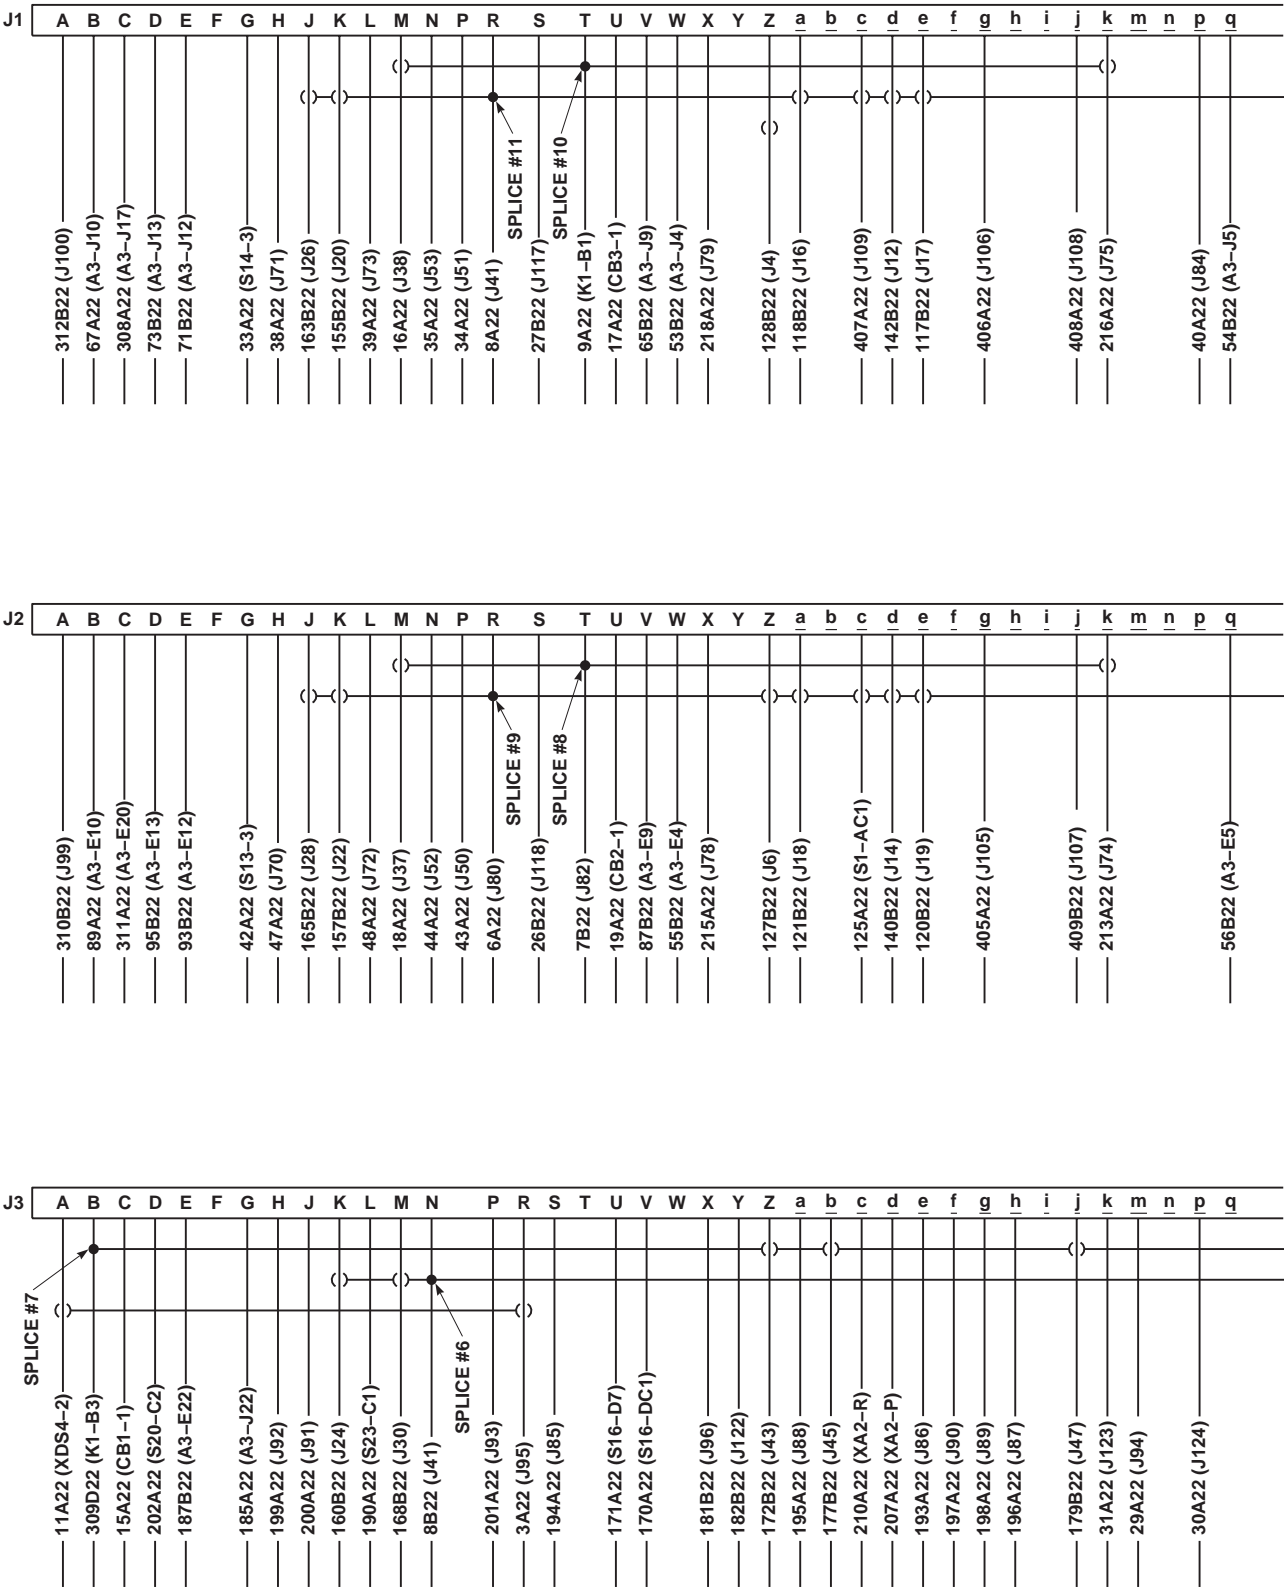 J1 A B C D E F G H J K L M N P R S T U V W X Y Z a b c d e f g h i j k m n p q
SPLICE #11
SPLICE #10
312B22 (J100)
67A22 (A3–J10)
308A22 (A3–J17)
73B22 (A3–J13)
71B22 (A3–J12)
33A22 (S14–3)
38A22 (J71)
163B22 (J26)
155B22 (J20)
39A22 (J73)
16A22 (J38)
35A22 (J53)
34A22 (J51)
8A22 (J41)
27B22 (J117)
9A22 (K1–B1)
17A22 (CB3–1)
65B22 (A3–J9)
53B22 (A3–J4)
218A22 (J79)
128B22 (J4)
118B22 (J16)
407A22 (J109)
142B22 (J12)
117B22 (J17)
406A22 (J106)
408A22 (J108)
216A22 (J75)
40A22 (J84)
54B22 (A3–J5)
J2 A B C D E F G H J K L M N P R S T U V W X Y Z a b c d e f g h i j k m n p q
SPLICE #9
SPLICE #8
310B22 (J99)
89A22 (A3–E10)
311A22 (A3–E20)
95B22 (A3–E13)
93B22 (A3–E12)
42A22 (S13–3)
47A22 (J70)
165B22 (J28)
157B22 (J22)
48A22 (J72)
18A22 (J37)
44A22 (J52)
43A22 (J50)
6A22 (J80)
26B22 (J118)
7B22 (J82)
19A22 (CB2–1)
87B22 (A3–E9)
55B22 (A3–E4)
215A22 (J78)
127B22 (J6)
121B22 (J18)
125A22 (S1–AC1)
140B22 (J14)
120B22 (J19)
405A22 (J105)
409B22 (J107)
213A22 (J74)
56B22 (A3–E5)
J3 A B C D E F G H J K L M N P R S T U V W X Y Z a b c d e f g h i j k m n p q
SPLICE #7
SPLICE #6
11A22 (XDS4–2)
309D22 (K1–B3)
15A22 (CB1–1)
202A22 (S20–C2)
187B22 (A3–E22)
185A22 (A3–J22)
199A22 (J92)
200A22 (J91)
160B22 (J24)
190A22 (S23–C1)
168B22 (J30)
8B22 (J41)
201A22 (J93)
3A22 (J95)
194A22 (J85)
171A22 (S16–D7)
170A22 (S16–DC1)
181B22 (J96)
182B22 (J122)
172B22 (J43)
195A22 (J88)
177B22 (J45)
210A22 (XA2–R)
207A22 (XA2–P)
193A22 (J86)
197A22 (J90)
198A22 (J89)
196A22 (J87)
179B22 (J47)
31A22 (J123)
29A22 (J94)
30A22 (J124)